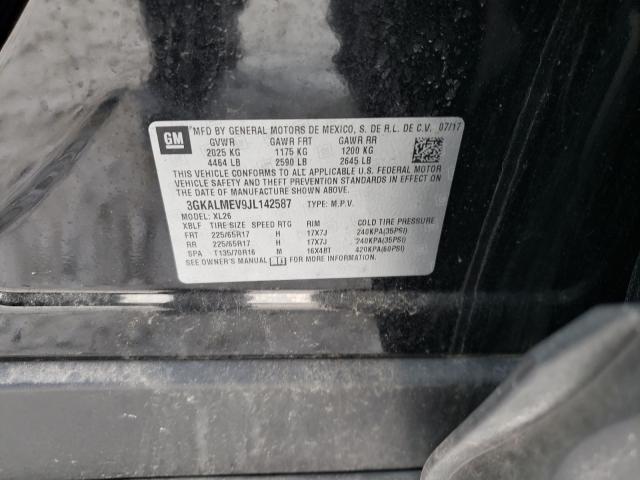 GM
MFD BY GENERAL MOTORS DE MEXICO, S. DE R.L. DE C.V. 07/17
GVWR GAWR FRT GAWR RR
2025 KG 1175 KG 1200 KG
4464 LB 2590 LB 2645 LB
THIS VEHICLE CONFORMS TO ALL APPLICABLE U.S. FEDERAL MOTOR
VEHICLE SAFETY AND THEFT PREVENTION STANDARDS IN EFFECT ON
THE DATE OF MANUFACTURE SHOWN ABOVE.
3GKALMEV9JL142587 TYPE: M.P.V.
MODEL: XL26
XBLF TIRE SIZE SPEED RTG RIM COLD TIRE PRESSURE
FRT 225/65R17 H 17X7J 240KPA(35PSI)
RR 225/65R17 H 17X7J 240KPA(35PSI)
SPA T135/70R16 M 16X4BT 420KPA(60PSI)
SEE OWNER'S MANUAL FOR MORE INFORMATION.